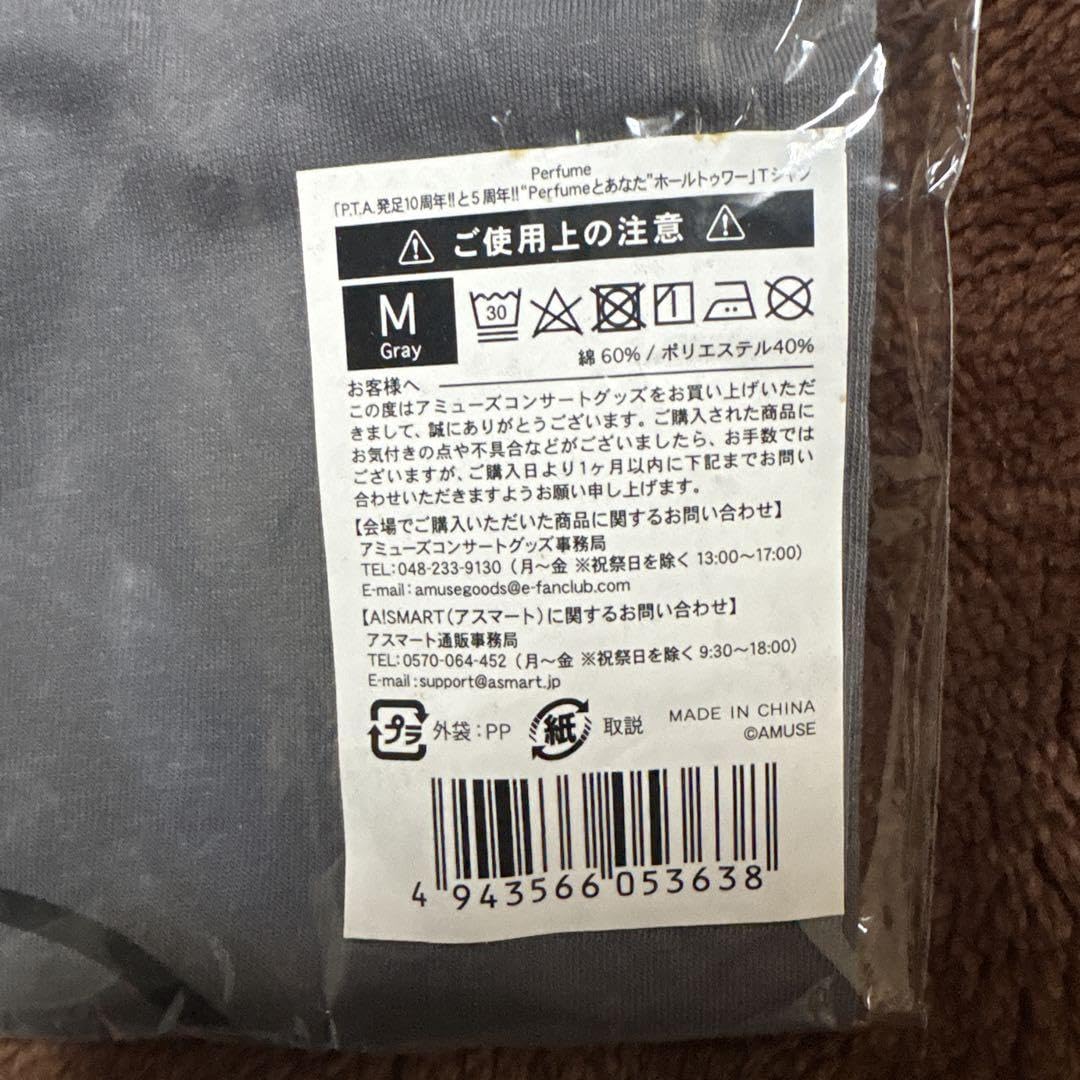 Perfume
「P.T.A.発足10周年!!と5周年!!“Perfumeとあなた”ホールトゥワー」Tシャツ
ご使用上の注意
M
Gray
30
綿 60% / ポリエステル40%
お客様へ
この度はアミューズコンサートグッズをお買い上げいただ
きまして、誠にありがとうございます。ご購入された商品に
お気付きの点や不具合などがございましたら、お手数では
ございますが、ご購入日より1ヶ月以内に下記までお問い
合わせいただきますようお願い申し上げます。
【会場でご購入いただいた商品に関するお問い合わせ】
アミューズコンサートグッズ事務局
TEL:048-233-9130（月〜金 ※祝祭日を除く 13:00〜17:00）
E-mail:amusegoods@e-fanclub.com
【A!SMART（アスマート）に関するお問い合わせ】
アスマート通販事務局
TEL:0570-064-452（月〜金 ※祝祭日を除く 9:30〜18:00）
E-mail:support@asmart.jp
プラ 外袋:PP 紙 取説 MADE IN CHINA
©AMUSE
4 943566 053638